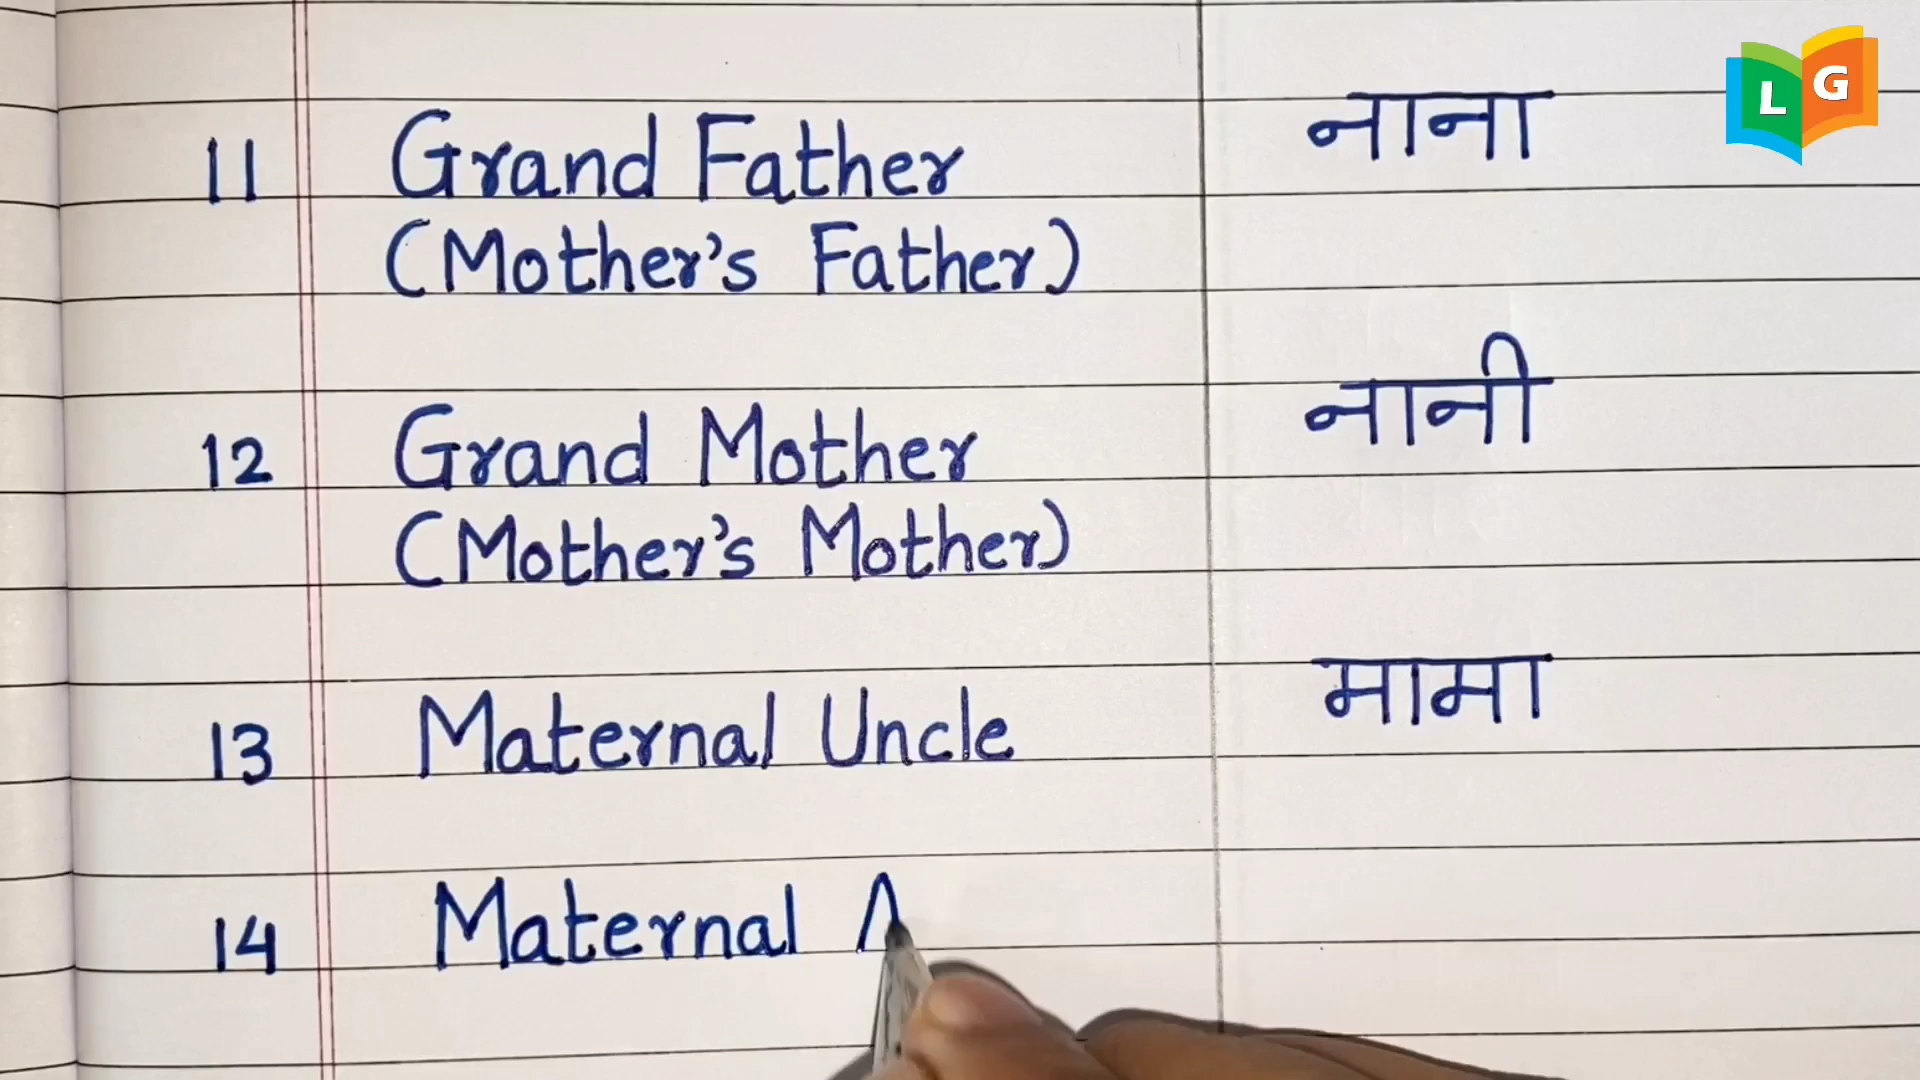 L G
11 Grand Father नाना
(Mother's Father)
12 Grand Mother नानी
(Mother's Mother)
13 Maternal Uncle मामा
14 Maternal A